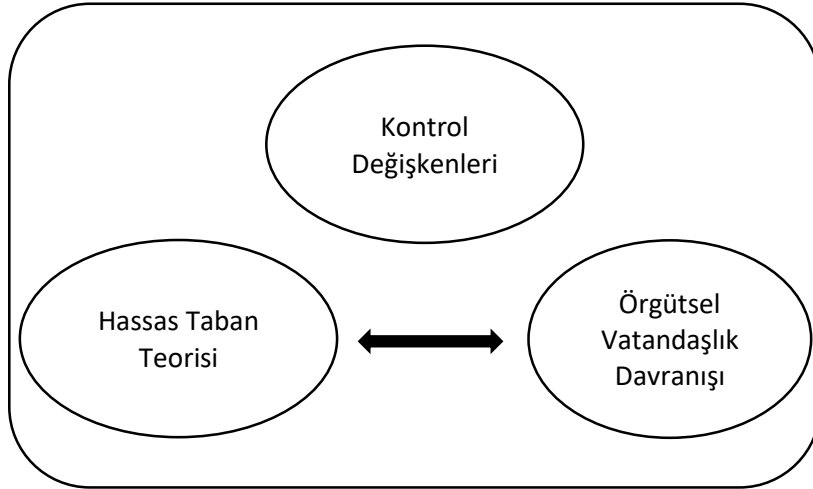 Kontrol
Değişkenleri
Hassas Taban
Teorisi
Örgütsel
Vatandaşlık
Davranışı